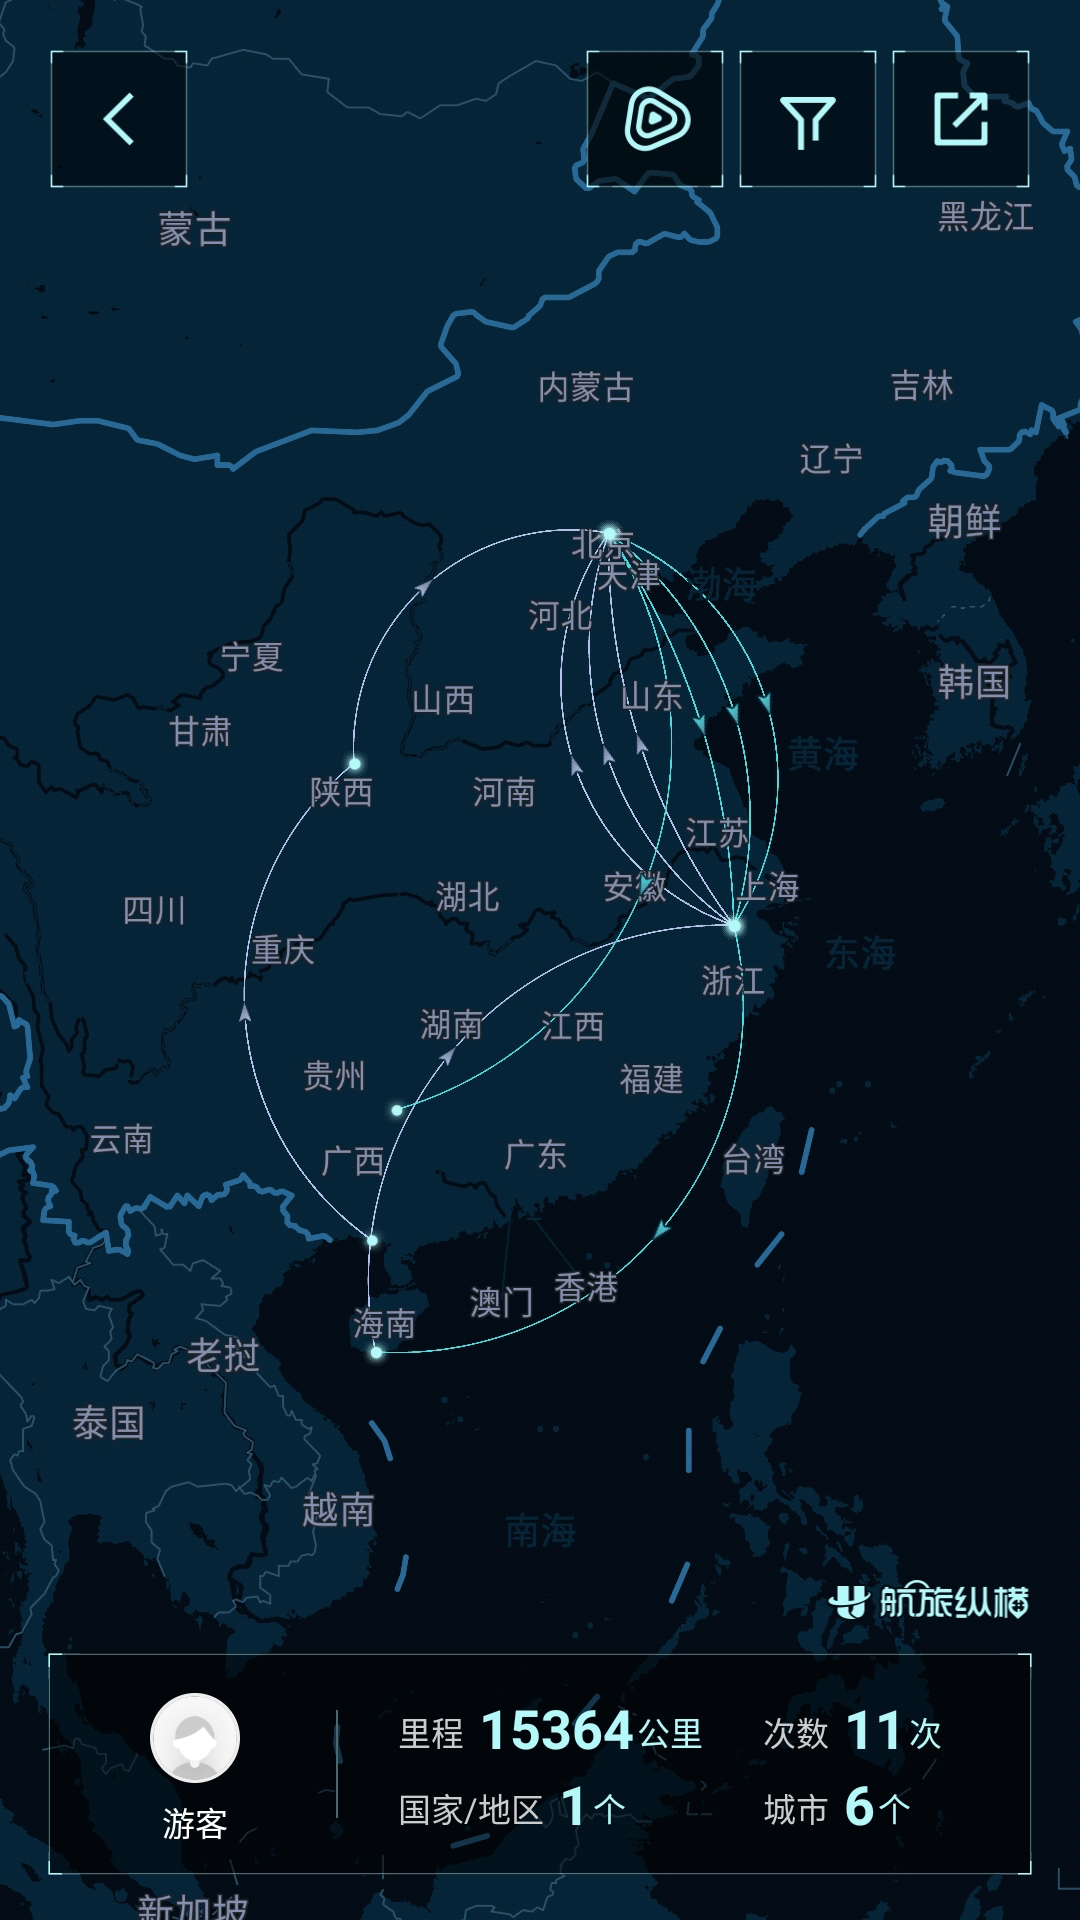 蒙古
黑龙江
内蒙古
吉林
辽宁
朝鲜
北京
天津
渤海
河北
宁夏
山西
山东
韩国
甘肃
黄海
陕西
河南
江苏
安徽
上海
四川
湖北
重庆
东海
浙江
湖南
江西
贵州
福建
云南
广西
广东
台湾
澳门
香港
海南
老挝
泰国
越南
南海
航旅纵横
里程 15364公里 次数 11次
国家/地区 1个 城市 6个
游客
新加坡